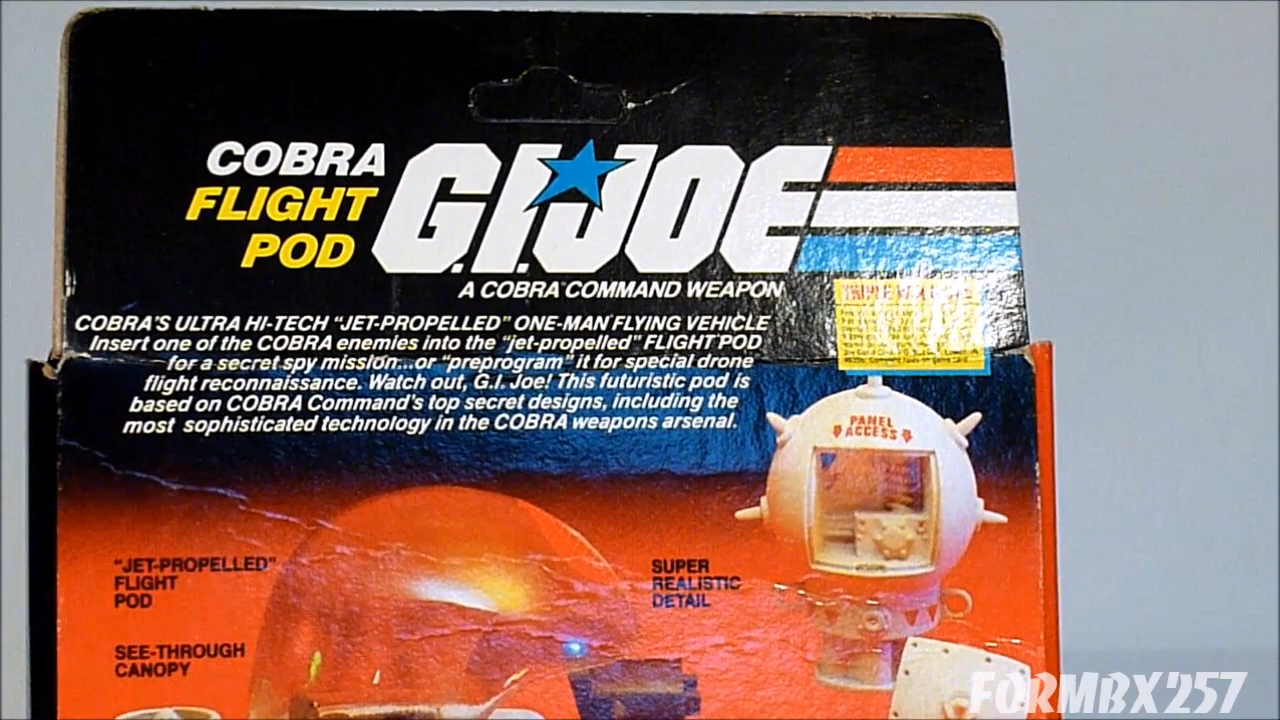 COBRA
FLIGHT
POD
G.I.JOE
A COBRA COMMAND WEAPON
COBRA'S ULTRA HI-TECH "JET-PROPELLED" ONE-MAN FLYING VEHICLE
Insert one of the COBRA enemies into the "jet-propelled" FLIGHT POD
for a secret spy mission...or "preprogram" it for special drone
flight reconnaissance. Watch out, G.I. Joe! This futuristic pod is
based on COBRA Command's top secret designs, including the
most sophisticated technology in the COBRA weapons arsenal.
PANEL
ACCESS
"JET-PROPELLED"
FLIGHT
POD
SUPER
REALISTIC
DETAIL
SEE-THROUGH
CANOPY
FORMBX257